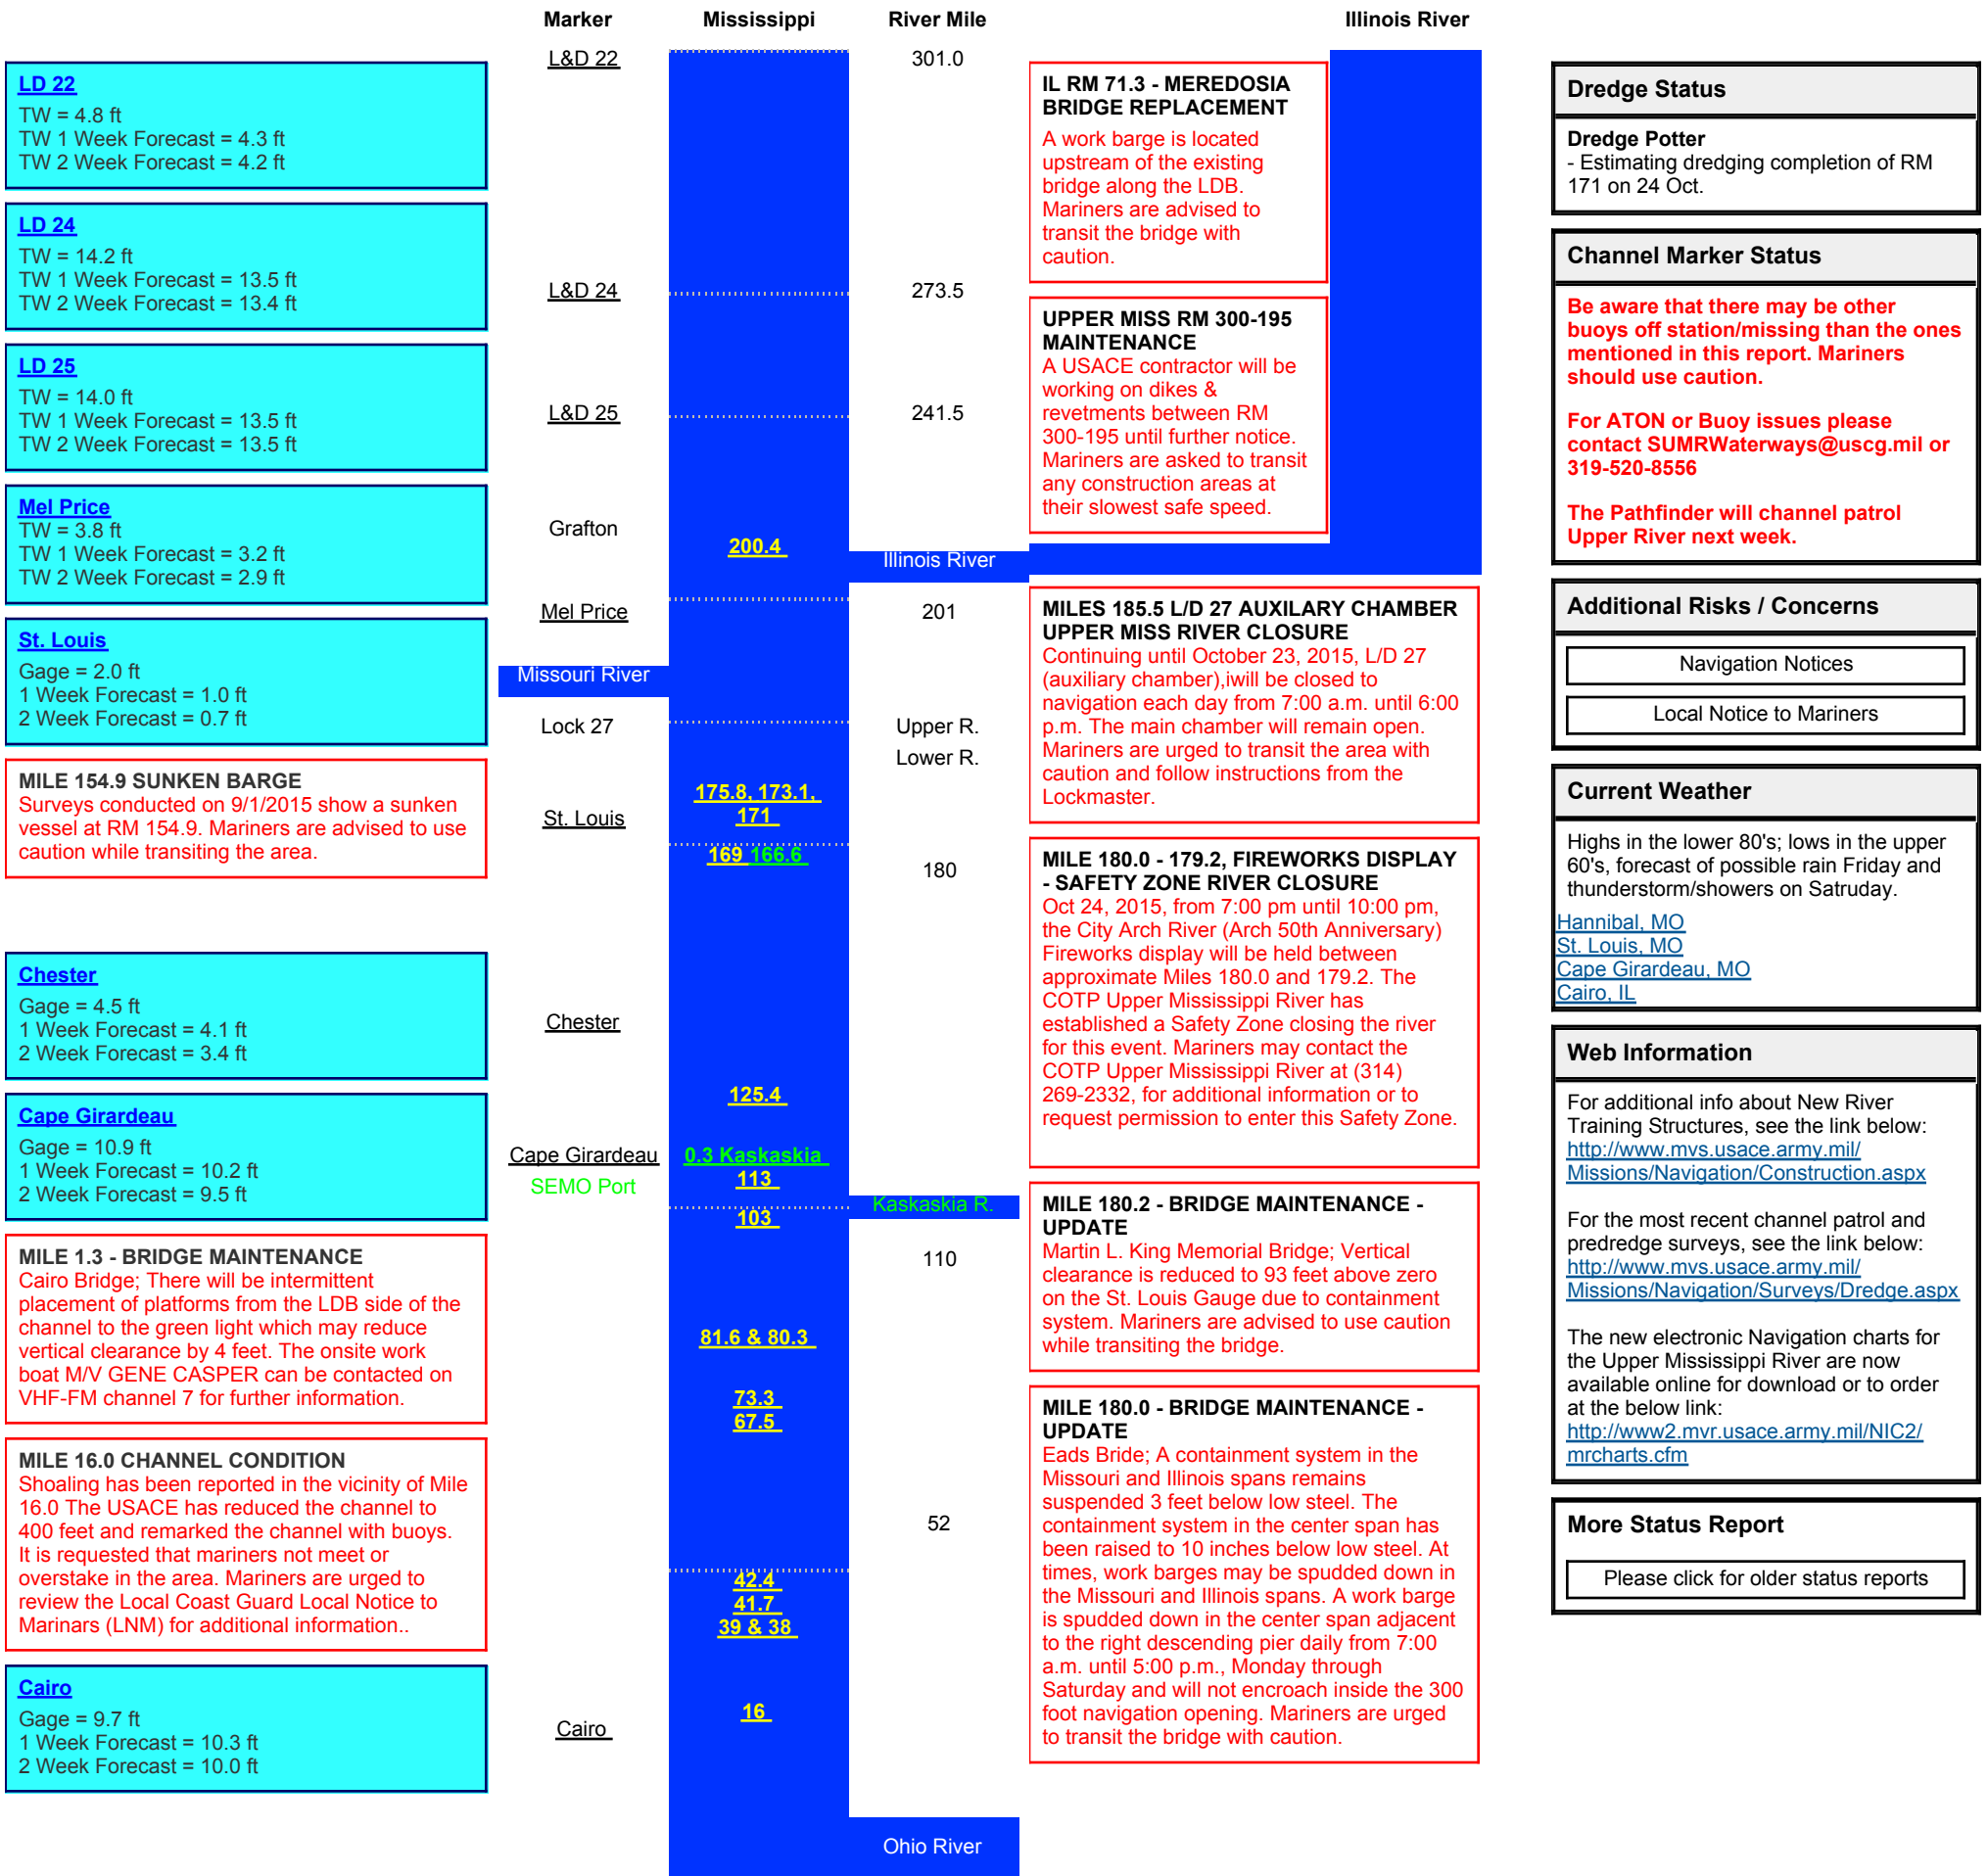 Marker
Mississippi
River Mile
Illinois River
LD 22
TW = 4.8 ft
TW 1 Week Forecast = 4.3 ft
TW 2 Week Forecast = 4.2 ft
LD 24
TW = 14.2 ft
TW 1 Week Forecast = 13.5 ft
TW 2 Week Forecast = 13.4 ft
LD 25
TW = 14.0 ft
TW 1 Week Forecast = 13.5 ft
TW 2 Week Forecast = 13.5 ft
Mel Price
TW = 3.8 ft
TW 1 Week Forecast = 3.2 ft
TW 2 Week Forecast = 2.9 ft
St. Louis
Gage = 2.0 ft
1 Week Forecast = 1.0 ft
2 Week Forecast = 0.7 ft
MILE 154.9 SUNKEN BARGE
Surveys conducted on 9/1/2015 show a sunken
vessel at RM 154.9. Mariners are advised to use
caution while transiting the area.
Chester
Gage = 4.5 ft
1 Week Forecast = 4.1 ft
2 Week Forecast = 3.4 ft
Cape Girardeau
Gage = 10.9 ft
1 Week Forecast = 10.2 ft
2 Week Forecast = 9.5 ft
MILE 1.3 - BRIDGE MAINTENANCE
Cairo Bridge; There will be intermittent
placement of platforms from the LDB side of the
channel to the green light which may reduce
vertical clearance by 4 feet. The onsite work
boat M/V GENE CASPER can be contacted on
VHF-FM channel 7 for further information.
MILE 16.0 CHANNEL CONDITION
Shoaling has been reported in the vicinity of Mile
16.0 The USACE has reduced the channel to
400 feet and remarked the channel with buoys.
It is requested that mariners not meet or
overstake in the area. Mariners are urged to
review the Local Coast Guard Local Notice to
Marinars (LNM) for additional information..
Cairo
Gage = 9.7 ft
1 Week Forecast = 10.3 ft
2 Week Forecast = 10.0 ft
L&D 22
L&D 24
L&D 25
Grafton
Mel Price
Missouri River
Lock 27
St. Louis
Chester
Cape Girardeau
SEMO Port
Cairo
200.4
175.8, 173.1,
171
169 166.6
125.4
0.3 Kaskaskia
113
103
81.6 & 80.3
73.3
67.5
42.4
41.7
39 & 38
16
301.0
273.5
241.5
Illinois River
201
Upper R.
Lower R.
180
Kaskaskia R.
110
52
Ohio River
IL RM 71.3 - MEREDOSIA
BRIDGE REPLACEMENT
A work barge is located
upstream of the existing
bridge along the LDB.
Mariners are advised to
transit the bridge with
caution.
UPPER MISS RM 300-195
MAINTENANCE
A USACE contractor will be
working on dikes &
revetments between RM
300-195 until further notice.
Mariners are asked to transit
any construction areas at
their slowest safe speed.
MILES 185.5 L/D 27 AUXILARY CHAMBER
UPPER MISS RIVER CLOSURE
Continuing until October 23, 2015, L/D 27
(auxiliary chamber),iwill be closed to
navigation each day from 7:00 a.m. until 6:00
p.m. The main chamber will remain open.
Mariners are urged to transit the area with
caution and follow instructions from the
Lockmaster.
MILE 180.0 - 179.2, FIREWORKS DISPLAY
- SAFETY ZONE RIVER CLOSURE
Oct 24, 2015, from 7:00 pm until 10:00 pm,
the City Arch River (Arch 50th Anniversary)
Fireworks display will be held between
approximate Miles 180.0 and 179.2. The
COTP Upper Mississippi River has
established a Safety Zone closing the river
for this event. Mariners may contact the
COTP Upper Mississippi River at (314)
269-2332, for additional information or to
request permission to enter this Safety Zone.
MILE 180.2 - BRIDGE MAINTENANCE -
UPDATE
Martin L. King Memorial Bridge; Vertical
clearance is reduced to 93 feet above zero
on the St. Louis Gauge due to containment
system. Mariners are advised to use caution
while transiting the bridge.
MILE 180.0 - BRIDGE MAINTENANCE -
UPDATE
Eads Bride; A containment system in the
Missouri and Illinois spans remains
suspended 3 feet below low steel. The
containment system in the center span has
been raised to 10 inches below low steel. At
times, work barges may be spudded down in
the Missouri and Illinois spans. A work barge
is spudded down in the center span adjacent
to the right descending pier daily from 7:00
a.m. until 5:00 p.m., Monday through
Saturday and will not encroach inside the 300
foot navigation opening. Mariners are urged
to transit the bridge with caution.
Dredge Status
Dredge Potter
- Estimating dredging completion of RM
171 on 24 Oct.
Channel Marker Status
Be aware that there may be other
buoys off station/missing than the ones
mentioned in this report. Mariners
should use caution.
For ATON or Buoy issues please
contact SUMRWaterways@uscg.mil or
319-520-8556
The Pathfinder will channel patrol
Upper River next week.
Additional Risks / Concerns
Navigation Notices
Local Notice to Mariners
Current Weather
Highs in the lower 80's; lows in the upper
60's, forecast of possible rain Friday and
thunderstorm/showers on Satruday.
Hannibal, MO
St. Louis, MO
Cape Girardeau, MO
Cairo, IL
Web Information
For additional info about New River
Training Structures, see the link below:
http://www.mvs.usace.army.mil/
Missions/Navigation/Construction.aspx
For the most recent channel patrol and
predredge surveys, see the link below:
http://www.mvs.usace.army.mil/
Missions/Navigation/Surveys/Dredge.aspx
The new electronic Navigation charts for
the Upper Mississippi River are now
available online for download or to order
at the below link:
http://www2.mvr.usace.army.mil/NIC2/
mrcharts.cfm
More Status Report
Please click for older status reports